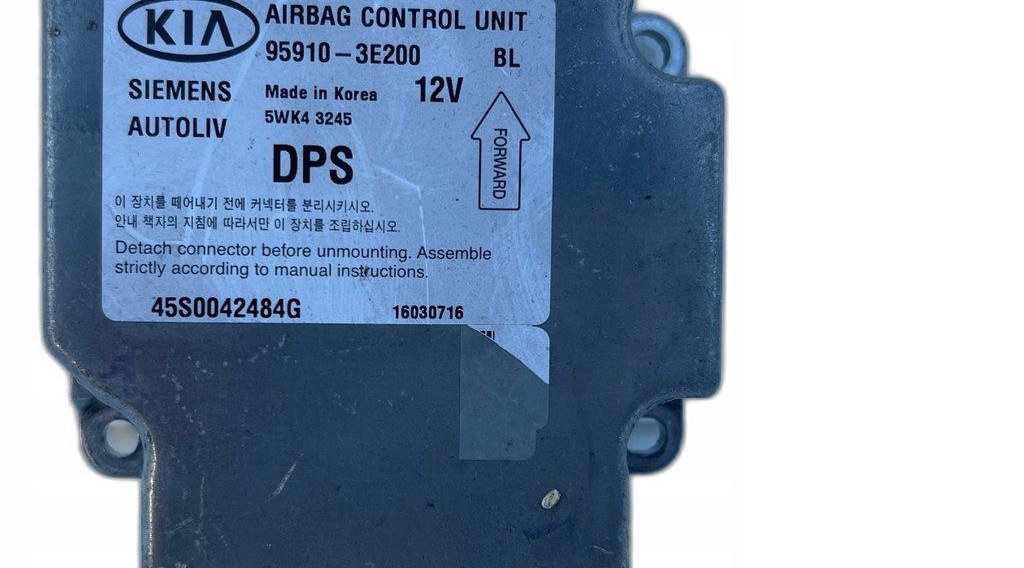 KIA AIRBAG CONTROL UNIT
95910-3E200 BL
SIEMENS Made in Korea 12V
AUTOLIV 5WK4 3245
FORWARD
DPS
이 장치를 떼어내기 전에 커넥터를 분리시키시오.
안내 책자의 지침에 따라서만 이 장치를 조립하십시오.
Detach connector before unmounting. Assemble
strictly according to manual instructions.
45S0042484G 16030716